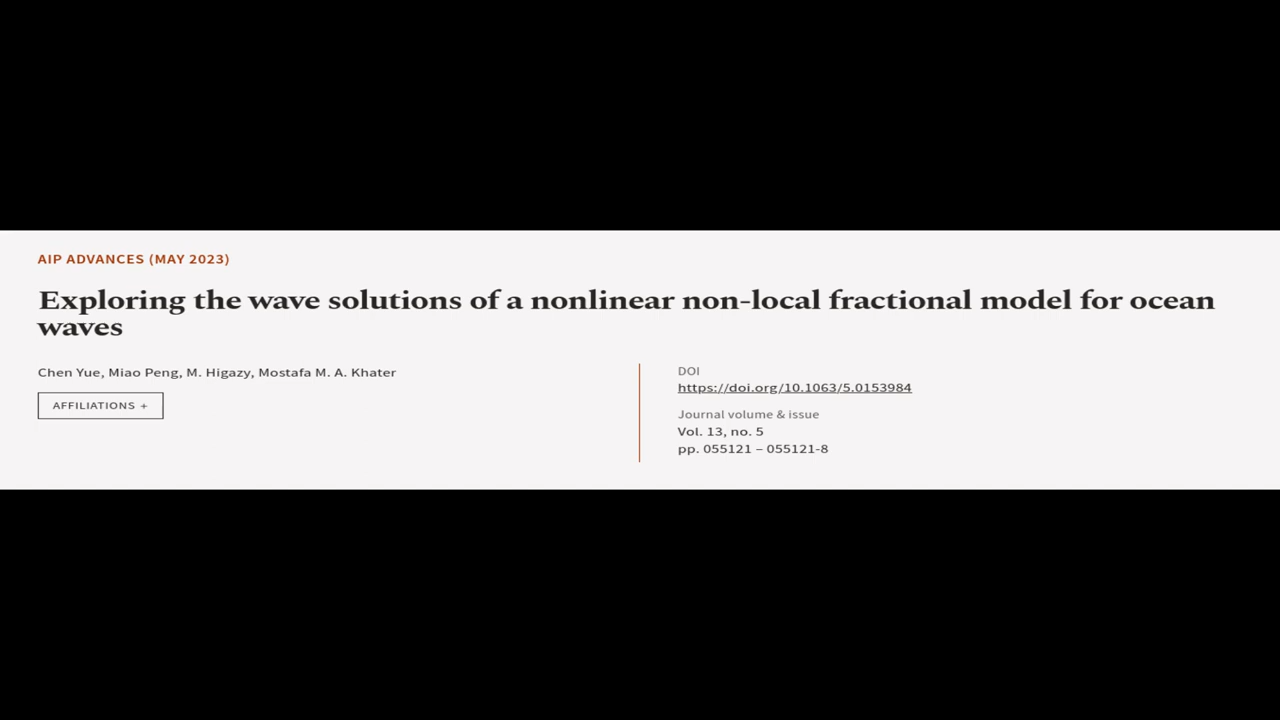 AIP ADVANCES (MAY 2023)
Exploring the wave solutions of a nonlinear non-local fractional model for ocean
waves
Chen Yue, Miao Peng, M. Higazy, Mostafa M. A. Khater
AFFILIATIONS +
DOI
https://doi.org/10.1063/5.0153984
Journal volume & issue
Vol. 13, no. 5
pp. 055121 – 055121-8